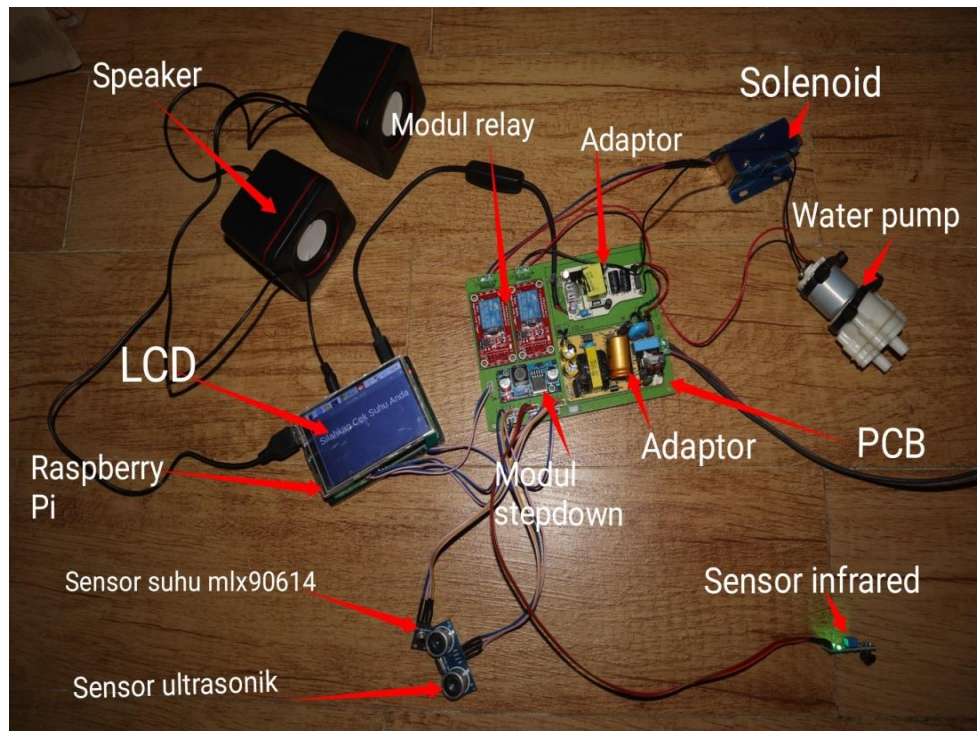 Speaker
Solenoid
Modul relay
Adaptor
Water pump
LCD
Silahkan Cek Suhu Anda
Adaptor
PCB
Raspberry
Pi
Modul
stepdown
Sensor suhu mlx90614
Sensor infrared
Sensor ultrasonik